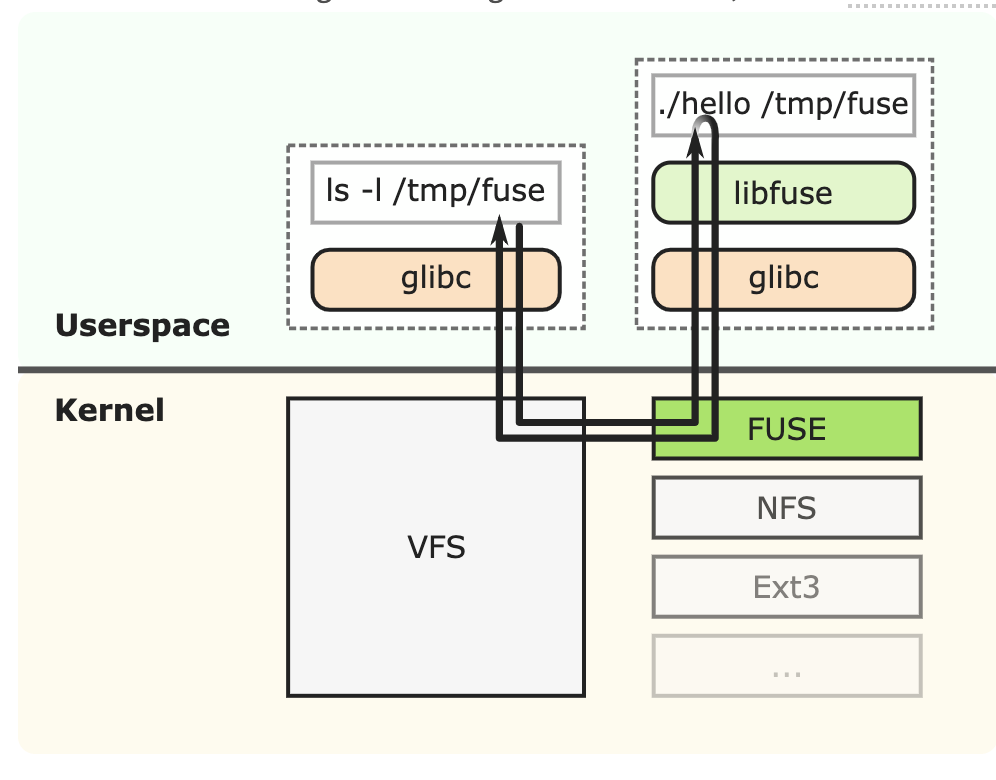 ./hello /tmp/fuse
ls -l /tmp/fuse
libfuse
glibc
glibc
Userspace
Kernel
FUSE
NFS
VFS
Ext3
...